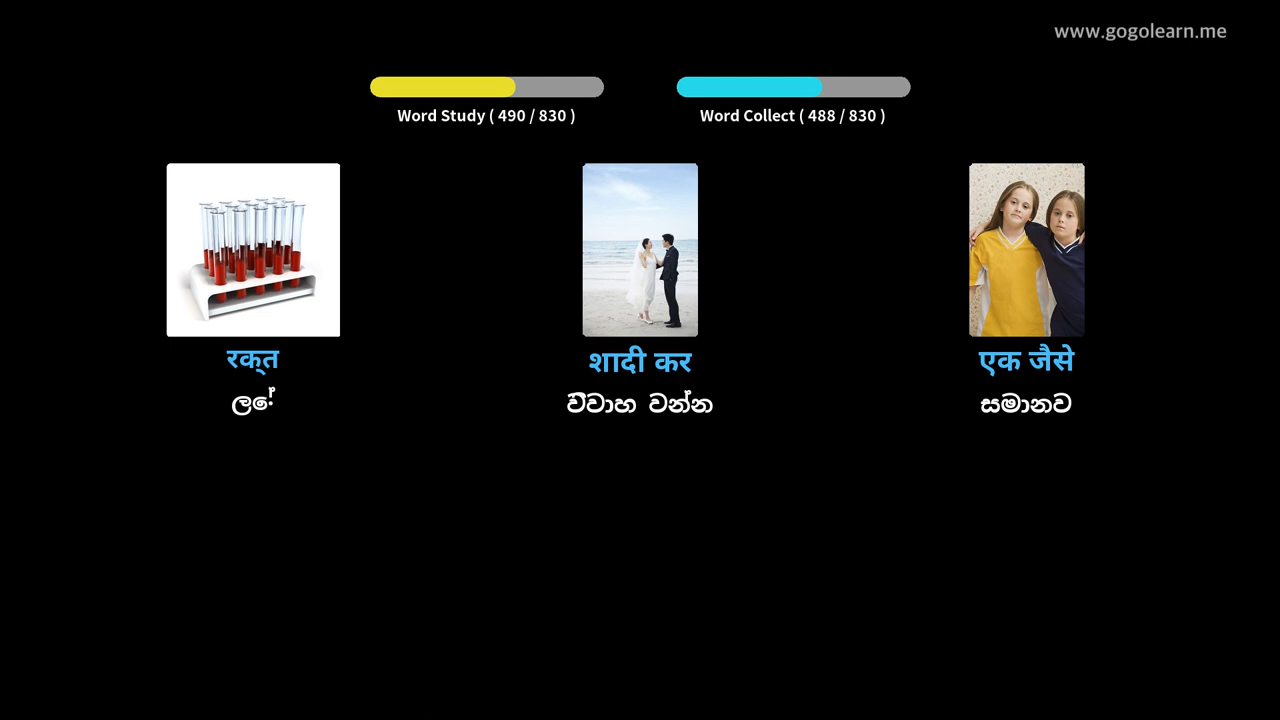 www.gogolearn.me
Word Study ( 490 / 830 )
Word Collect ( 488 / 830 )
रक्त
शादी कर
एक जैसे
ලේ
විවාහ වන්න
සමානව